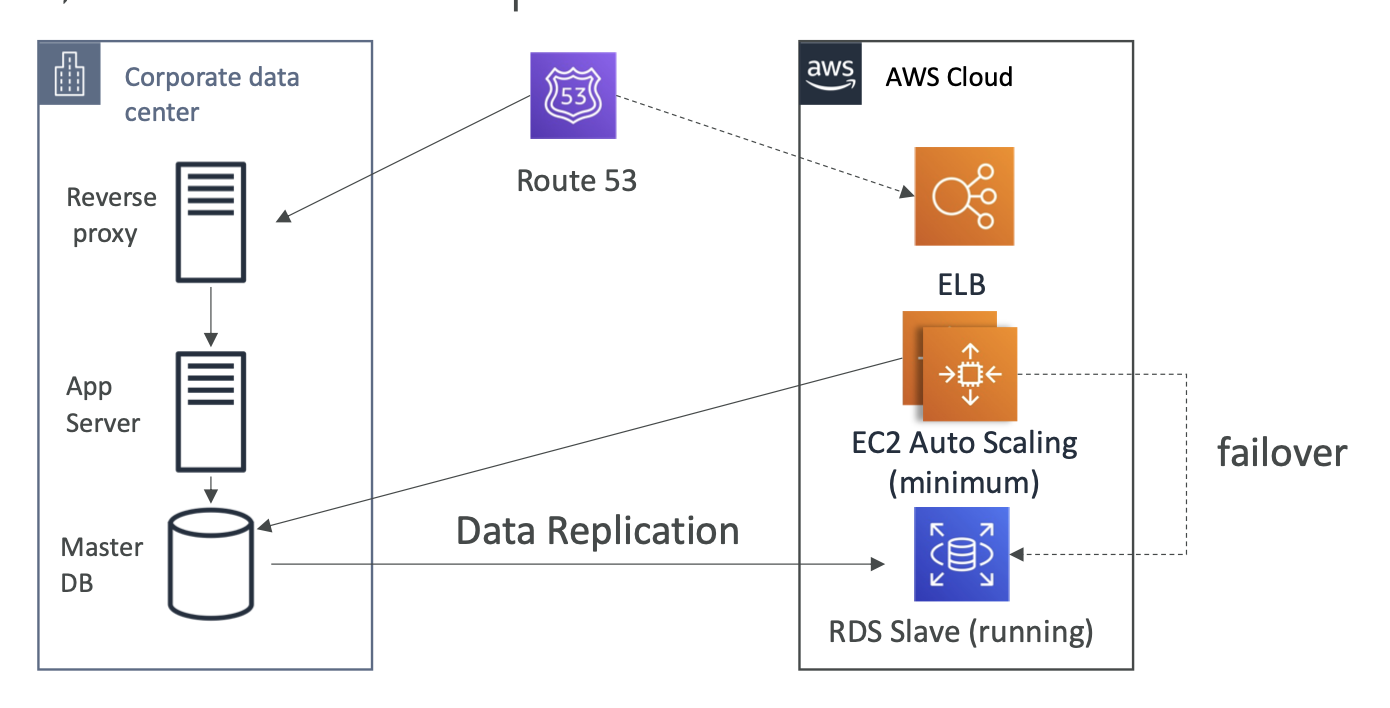 Corporate data
center
aws
AWS Cloud
53
Route 53
Reverse
proxy
ELB
App
Server
EC2 Auto Scaling
(minimum)
failover
Data Replication
Master
DB
RDS Slave (running)